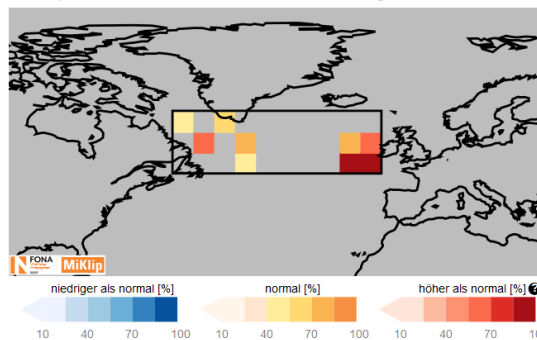 FONA
MiKlip
niedriger als normal [%]
normal [%]
höher als normal [%] ?
10 40 70 100
10 40 70 100
10 40 70